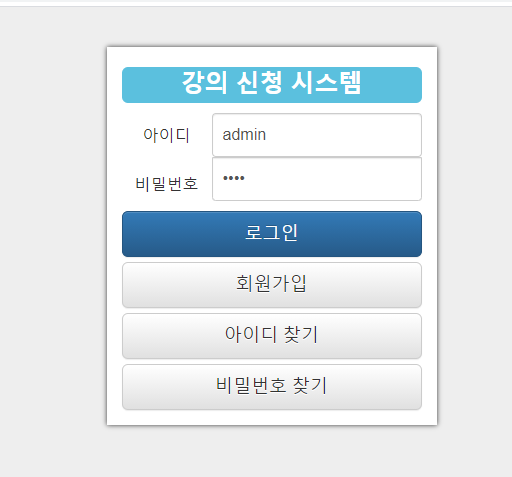 강의 신청 시스템
아이디 admin
비밀번호 ••••
로그인
회원가입
아이디 찾기
비밀번호 찾기